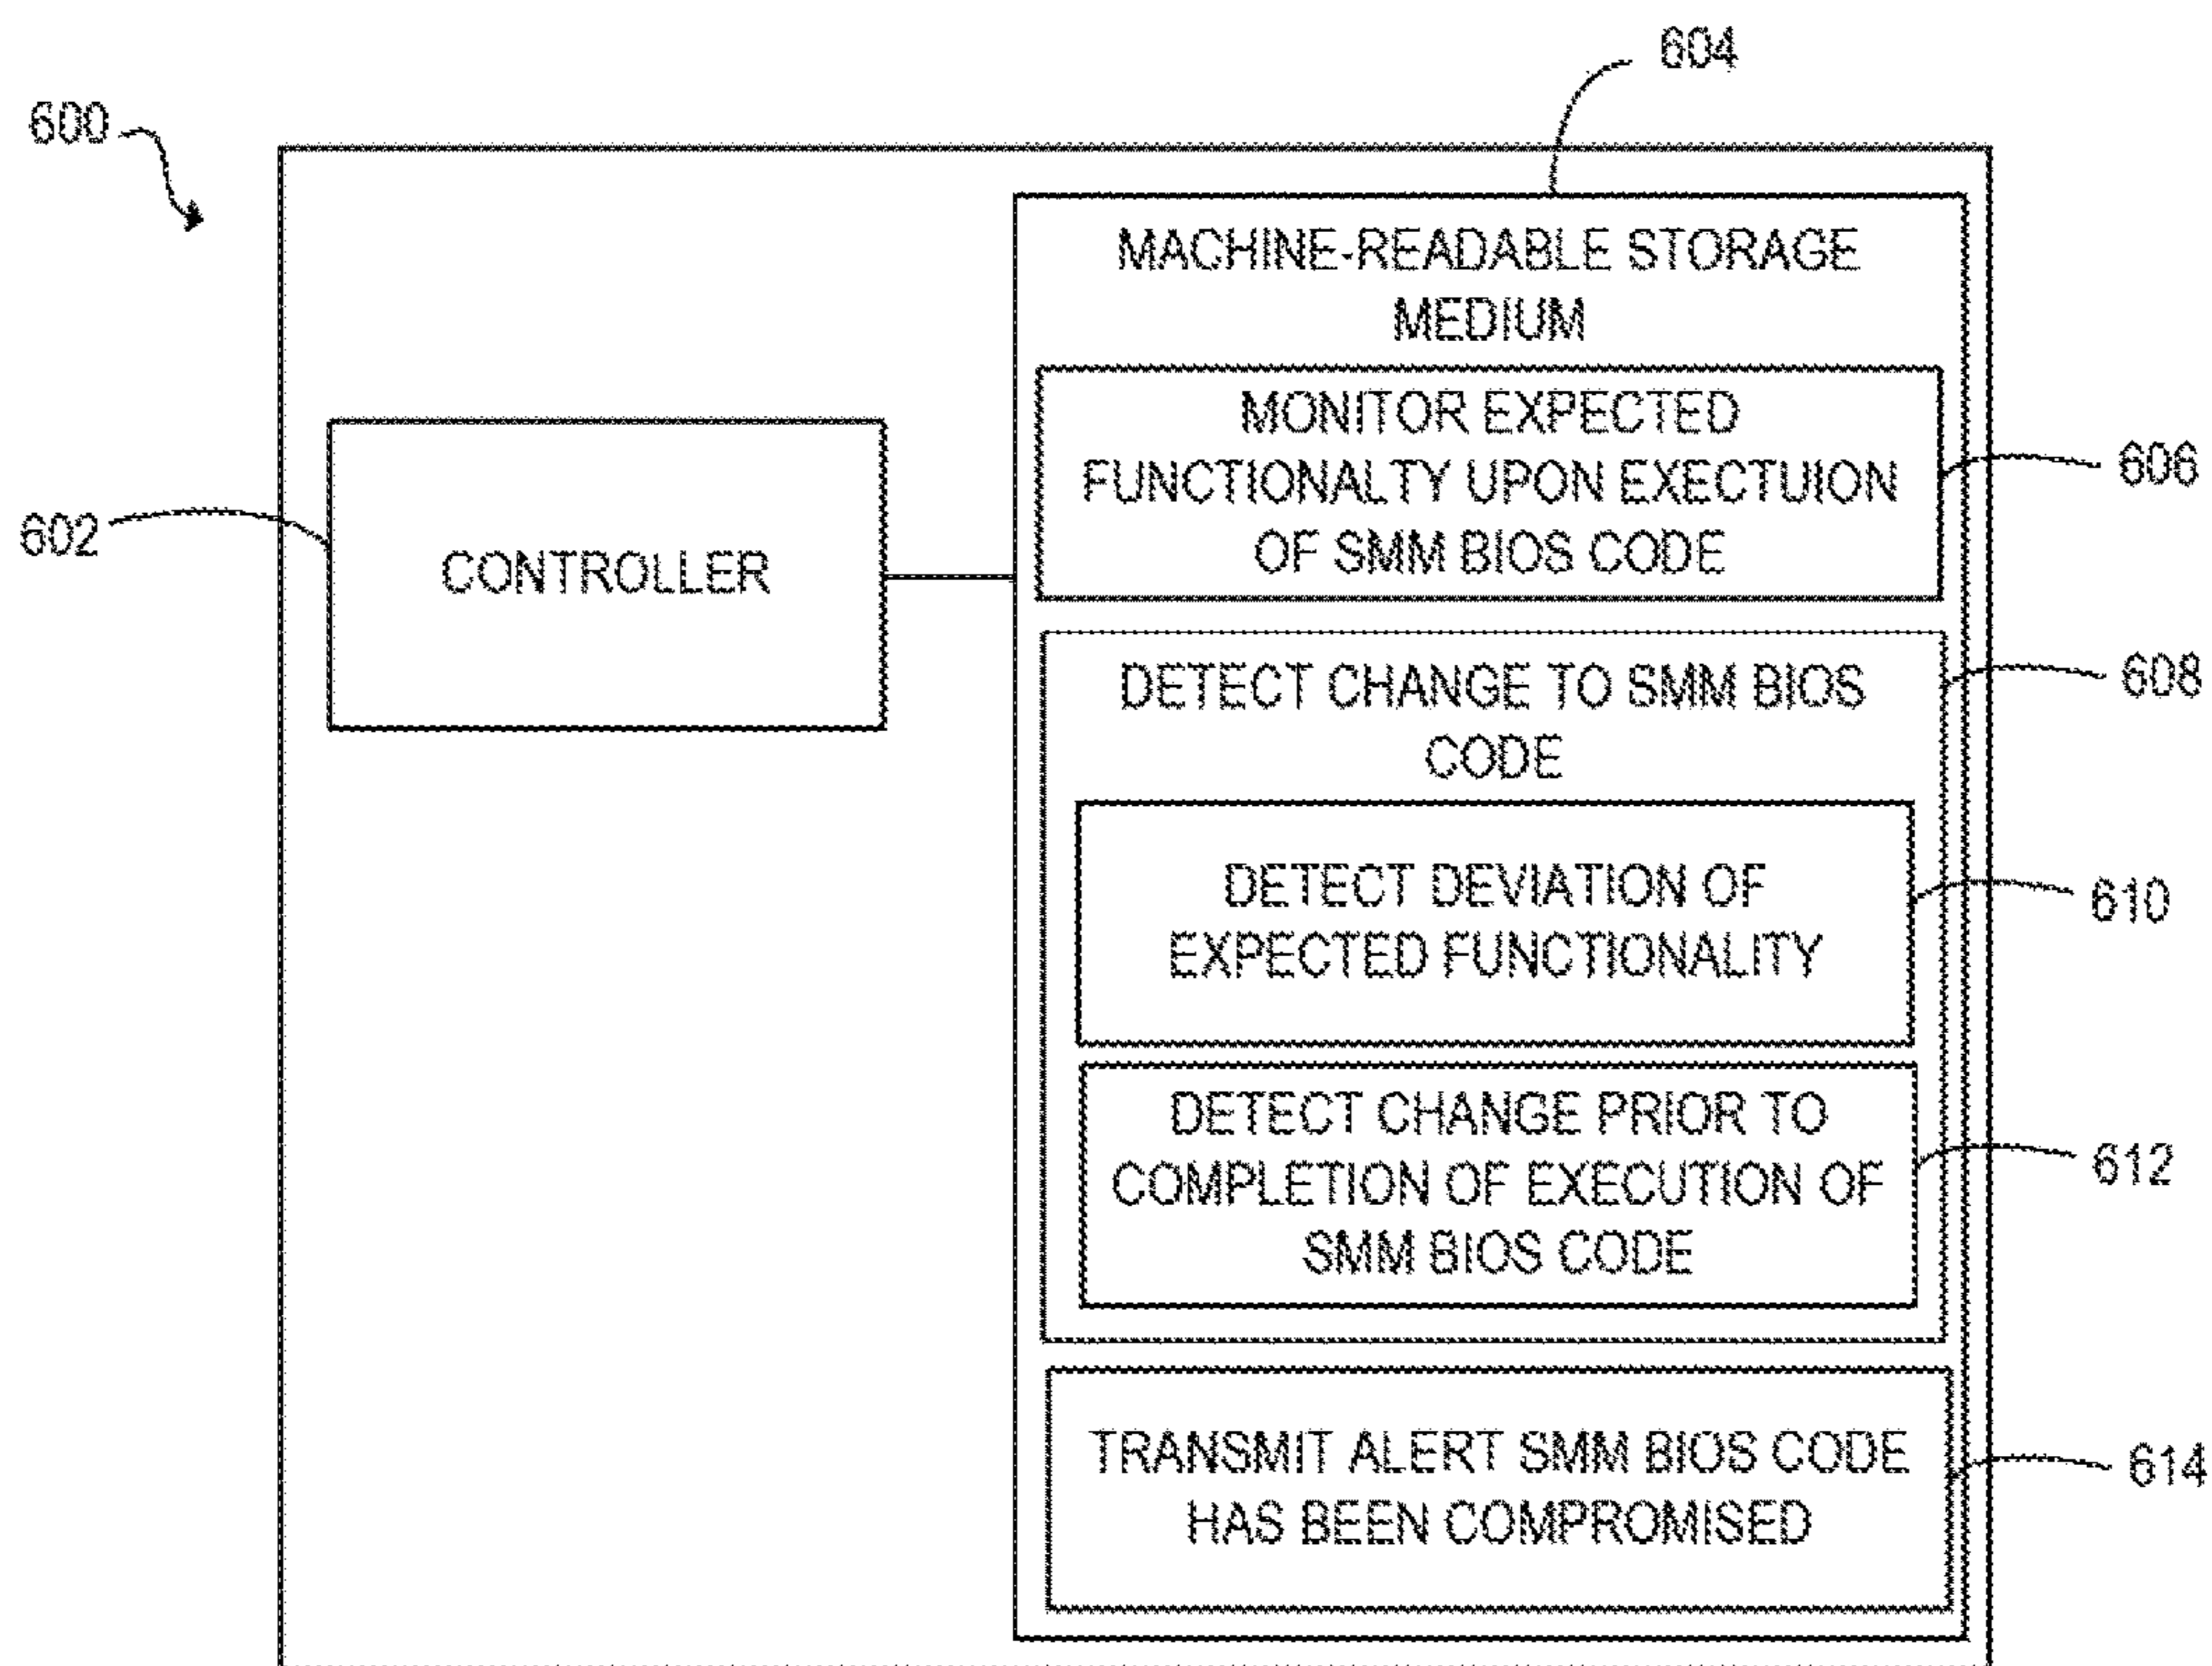 604
600
MACHINE-READABLE STORAGE
MEDIUM
MONITOR EXPECTED
FUNCTIONALTY UPON EXECTUION
OF SMM BIOS CODE
606
602
CONTROLLER
DETECT CHANGE TO SMM BIOS
CODE
608
DETECT DEVIATION OF
EXPECTED FUNCTIONALITY
610
DETECT CHANGE PRIOR TO
COMPLETION OF EXECUTION OF
SMM BIOS CODE
612
TRANSMIT ALERT SMM BIOS CODE
HAS BEEN COMPROMISED
614